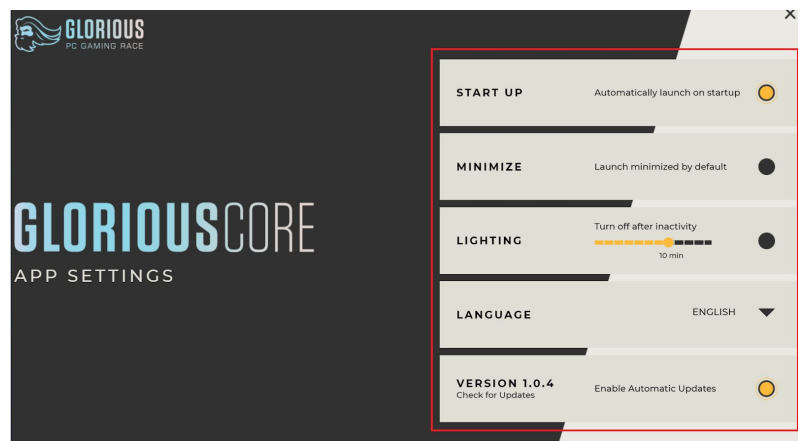 GLORIOUS
PC GAMING RACE
GLORIOUSCORE
APP SETTINGS
START UP
Automatically launch on startup
MINIMIZE
Launch minimized by default
LIGHTING
Turn off after inactivity
10 min
LANGUAGE
ENGLISH
VERSION 1.0.4
Check for Updates
Enable Automatic Updates